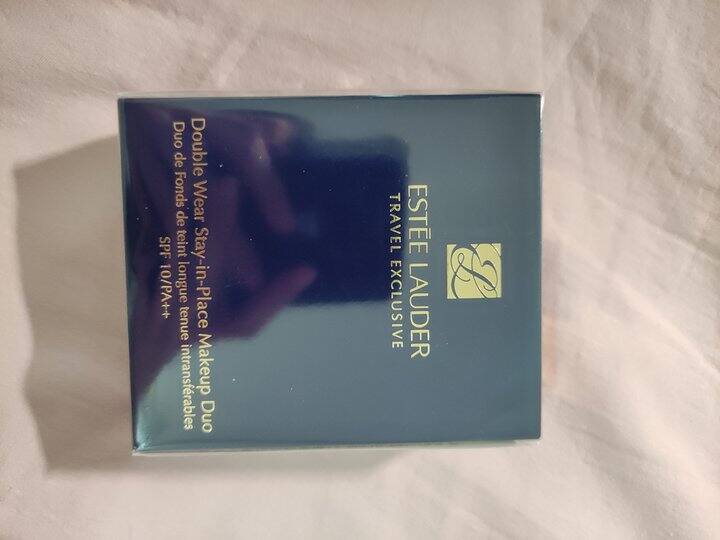 ESTĒE LAUDER
TRAVEL EXCLUSIVE
Double Wear Stay-in-Place Makeup Duo
Duo de Fonds de teint longue tenue intransférables
SPF 10/PA++